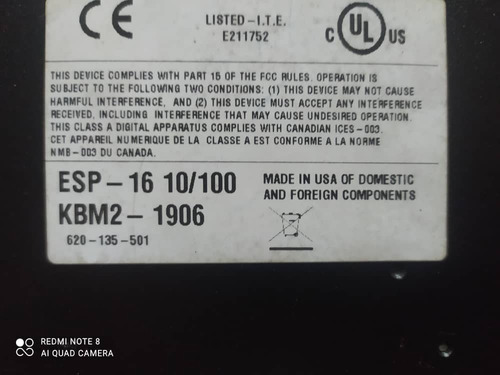 CE
LISTED-I.T.E.
E211752
C UL US
THIS DEVICE COMPLIES WITH PART 15 OF THE FCC RULES. OPERATION IS
SUBJECT TO THE FOLLOWING TWO CONDITIONS: (1) THIS DEVICE MAY NOT CAUSE
HARMFUL INTERFERENCE, AND (2) THIS DEVICE MUST ACCEPT ANY INTERFERENCE
RECEIVED, INCLUDING INTERFERENCE THAT MAY CAUSE UNDESIRED OPERATION.
THIS CLASS A DIGITAL APPARATUS COMPLIES WITH CANADIAN ICES-003.
CET APPAREIL NUMERIQUE DE LA CLASSE A EST CONFORME A LA NORME
NMB-003 DU CANADA.
ESP-16 10/100
KBM2-1906
620-135-501
MADE IN USA OF DOMESTIC
AND FOREIGN COMPONENTS
REDMI NOTE 8
AI QUAD CAMERA